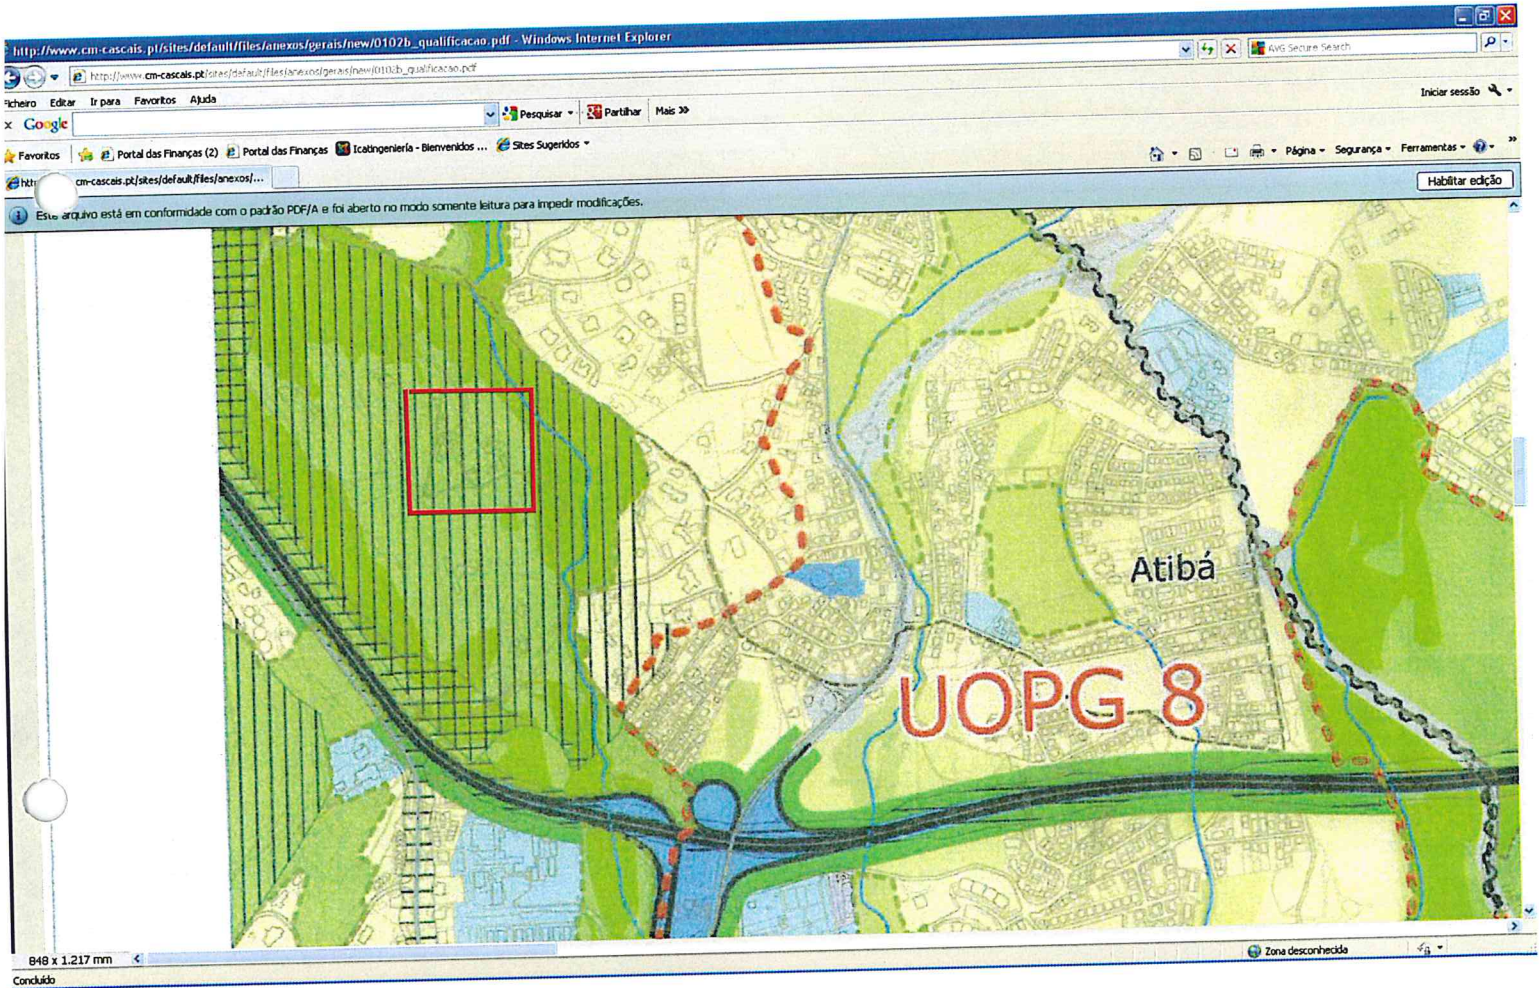 http://www.cm-cascais.pt/sites/default/files/anexos/gerais/new/0102b_qualificacao.pdf - Windows Internet Explorer
http://www.cm-cascais.pt/sites/default/files/anexos/gerais/new/0102b_qualificacao.pdf
AVG Secure Search
Ficheiro Editar Ir para Favoritos Ajuda
Iniciar sessão
x Google Pesquisar Partilhar Mais »
Favoritos Portal das Finanças (2) Portal das Finanças Icatingeniería - Bienvenidos ... Sites Sugeridos
Página Segurança Ferramentas »
cm-cascais.pt/sites/default/files/anexos/...
Habilitar edição
Este arquivo está em conformidade com o padrão PDF/A e foi aberto no modo somente leitura para impedir modificações.
Atibá
UOPG 8
848 x 1.217 mm
Zona desconhecida
Concluído